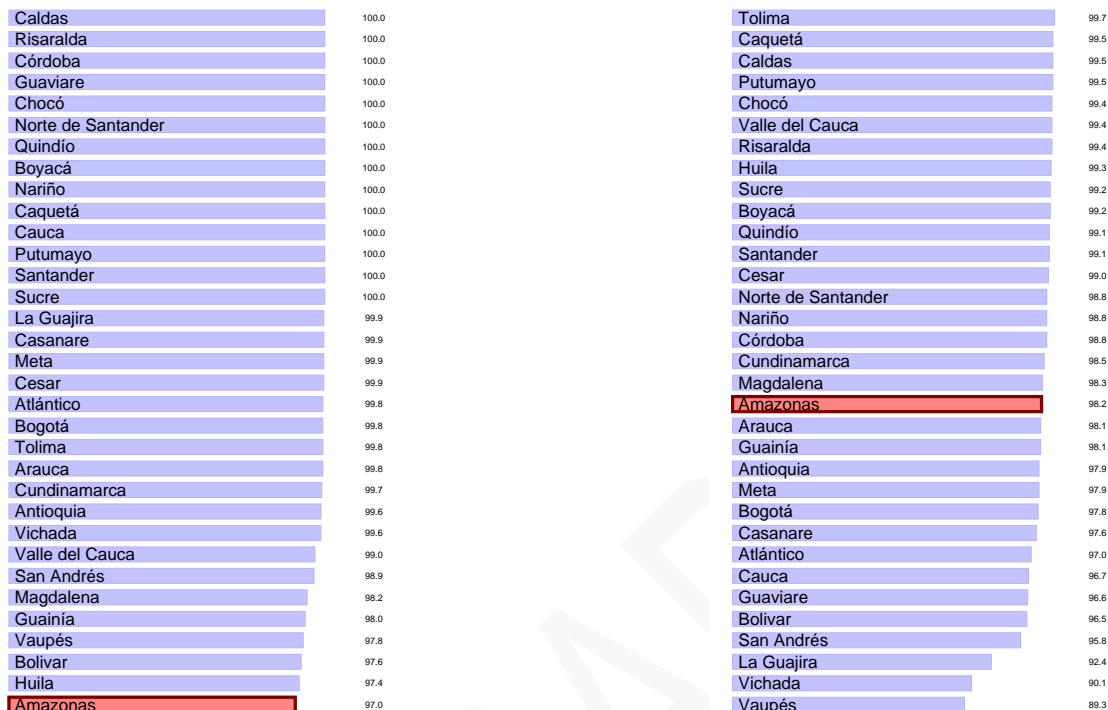 Caldas 100.0
Risaralda 100.0
Córdoba 100.0
Guaviare 100.0
Chocó 100.0
Norte de Santander 100.0
Quindío 100.0
Boyacá 100.0
Nariño 100.0
Caquetá 100.0
Cauca 100.0
Putumayo 100.0
Santander 100.0
Sucre 100.0
La Guajira 99.9
Casanare 99.9
Meta 99.9
Cesar 99.9
Atlántico 99.8
Bogotá 99.8
Tolima 99.8
Arauca 99.8
Cundinamarca 99.7
Antioquia 99.6
Vichada 99.6
Valle del Cauca 99.0
San Andrés 98.9
Magdalena 98.2
Guainía 98.0
Vaupés 97.8
Bolivar 97.6
Huila 97.4
Amazonas 97.0
Tolima 99.7
Caquetá 99.5
Caldas 99.5
Putumayo 99.5
Chocó 99.4
Valle del Cauca 99.4
Risaralda 99.4
Huila 99.3
Sucre 99.2
Boyacá 99.2
Quindío 99.1
Santander 99.1
Cesar 99.0
Norte de Santander 98.8
Nariño 98.8
Córdoba 98.8
Cundinamarca 98.5
Magdalena 98.3
Amazonas 98.2
Arauca 98.1
Guainía 98.1
Antioquia 97.9
Meta 97.9
Bogotá 97.8
Casanare 97.6
Atlántico 97.0
Cauca 96.7
Guaviare 96.6
Bolivar 96.5
San Andrés 95.8
La Guajira 92.4
Vichada 90.1
Vaupés 89.3